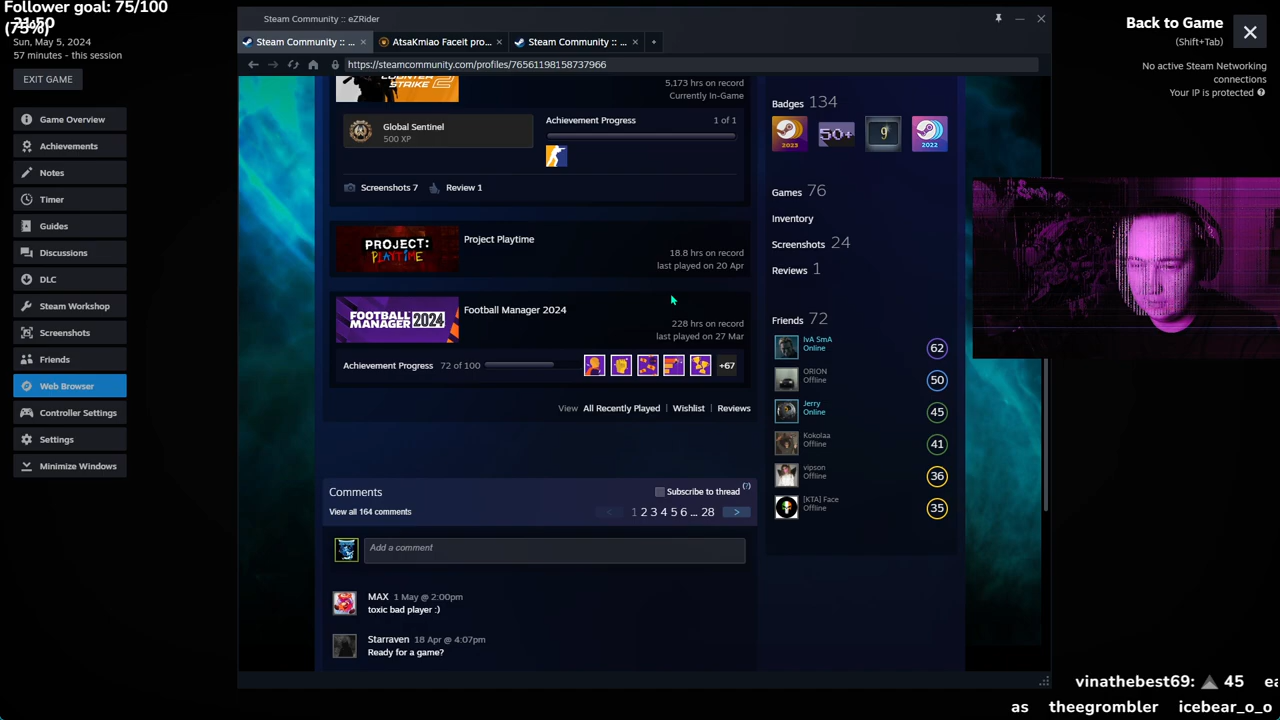 Follower goal: 75/100
(75%)
21:50
Sun, May 5, 2024
57 minutes - this session
EXIT GAME
Game Overview
Achievements
Notes
Timer
Guides
Discussions
DLC
Steam Workshop
Screenshots
Friends
Web Browser
Controller Settings
Settings
Minimize Windows
Steam Community :: eZRider
Steam Community :: ...
AtsaKmiao Faceit pro...
Steam Community :: ...
https://steamcommunity.com/profiles/76561198158737966
COUNTER
STRIKE 2
5,173 hrs on record
Currently In-Game
Global Sentinel
500 XP
Achievement Progress 1 of 1
Screenshots 7 Review 1
PROJECT:
PLAYTIME
Project Playtime
18.8 hrs on record
last played on 20 Apr
FOOTBALL
MANAGER 2024
Football Manager 2024
228 hrs on record
last played on 27 Mar
Achievement Progress 72 of 100
+67
View All Recently Played Wishlist Reviews
Comments
Subscribe to thread (?)
View all 164 comments
< 1 2 3 4 5 6 ... 28 >
Add a comment
MAX 1 May @ 2:00pm
toxic bad player :)
Starraven 18 Apr @ 4:07pm
Ready for a game?
Badges 134
2023
50+
9
2022
Games 76
Inventory
Screenshots 24
Reviews 1
Friends 72
IvA SmA
Online
62
ORION
Offline
50
Jerry
Online
45
Kokolaa
Offline
41
vipson
Offline
36
[KTA] Face
Offline
35
Back to Game
(Shift+Tab)
No active Steam Networking
connections
Your IP is protected
vinathebest69: 45 ea
as theegrombler icebear_o_o